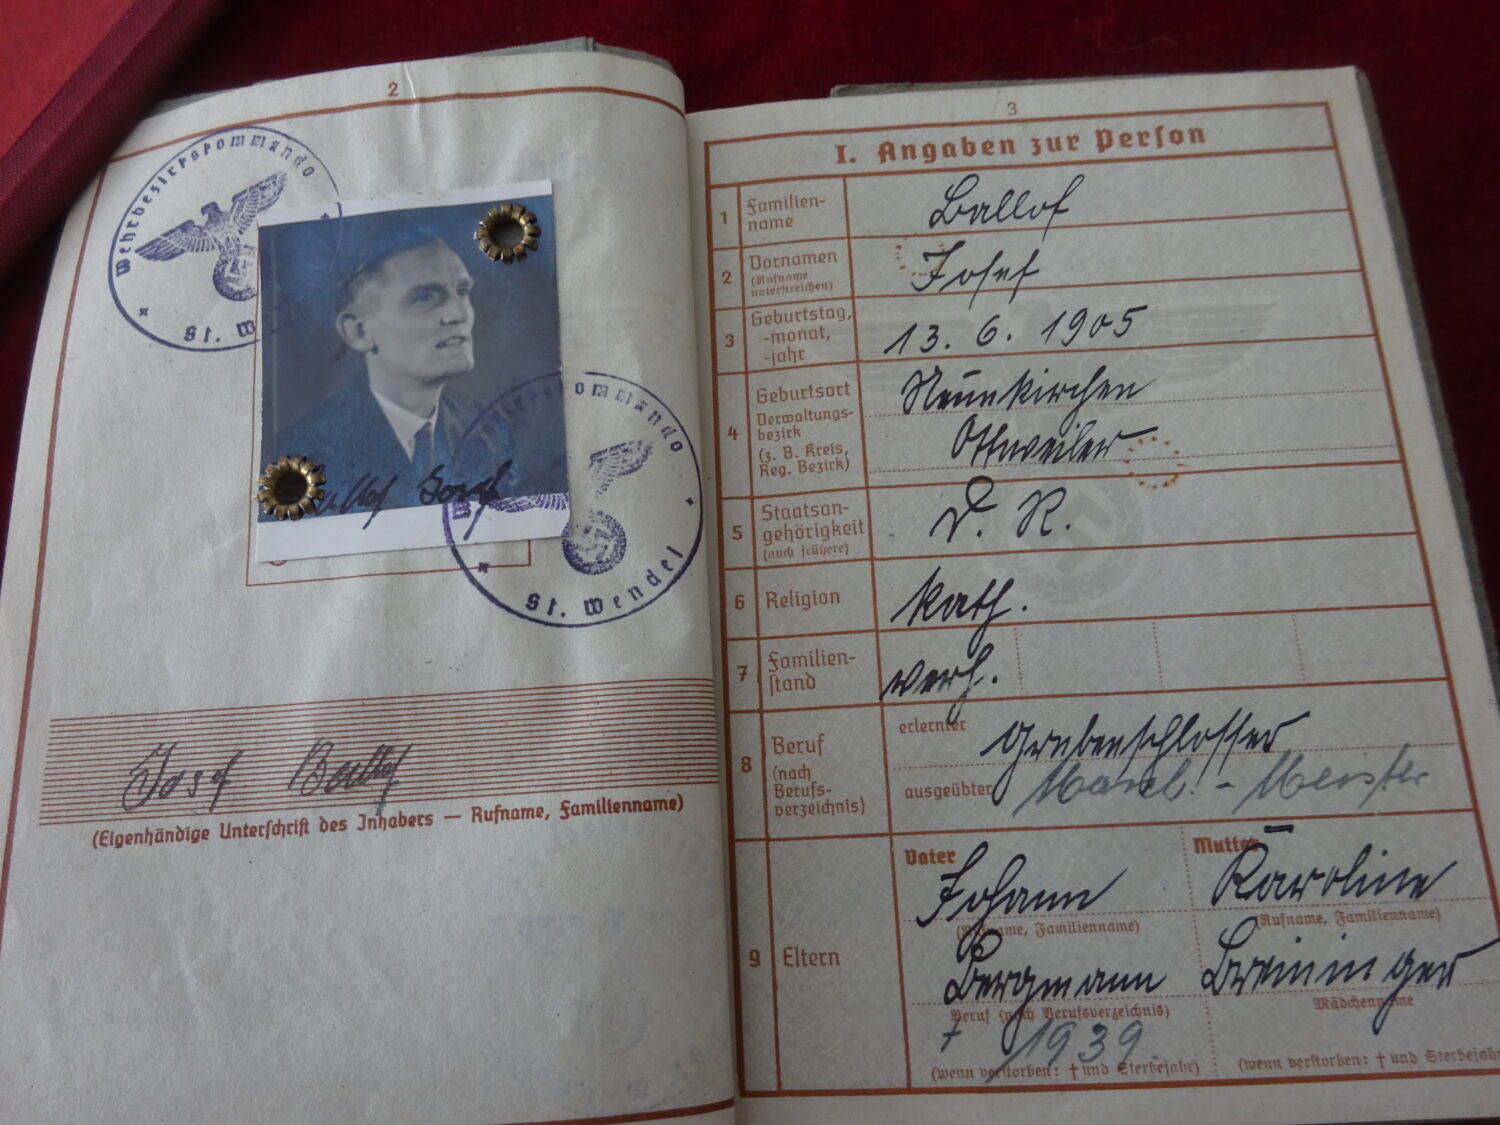 2
Wehrbezirkskommando
St. W
Wehrbezirkskommando
St. Wendel
Josef Ballof
(Eigenhändige Unterschrift des Inhabers — Rufname, Familienname)
3
I. Angaben zur Person
1 Familien-
name
Ballof
2 Vornamen
(Rufname
unterstreichen)
Josef
3 Geburtstag,
-monat,
-jahr
13. 6. 1905
4 Geburtsort
Verwaltungs-
bezirk
(z. B. Kreis,
Reg. Bezirk)
Neunkirchen
Ottweiler
5 Staatsan-
gehörigkeit
(auch frühere)
D. R.
6 Religion
Kath.
7 Familien-
stand
verh.
8 Beruf
(nach
Berufs-
verzeichnis)
erlernter Grubenschlosser
ausgeübter - Meister
9 Eltern
Vater
Johann
(Rufname, Familienname)
Bergmann
Beruf (nach Berufsverzeichnis)
† 1939
(wenn verstorben: † und Sterbejahr)
Mutter
Karoline
(Rufname, Familienname)
Breininger
Mädchenname
(wenn verstorben: † und Sterbejahr